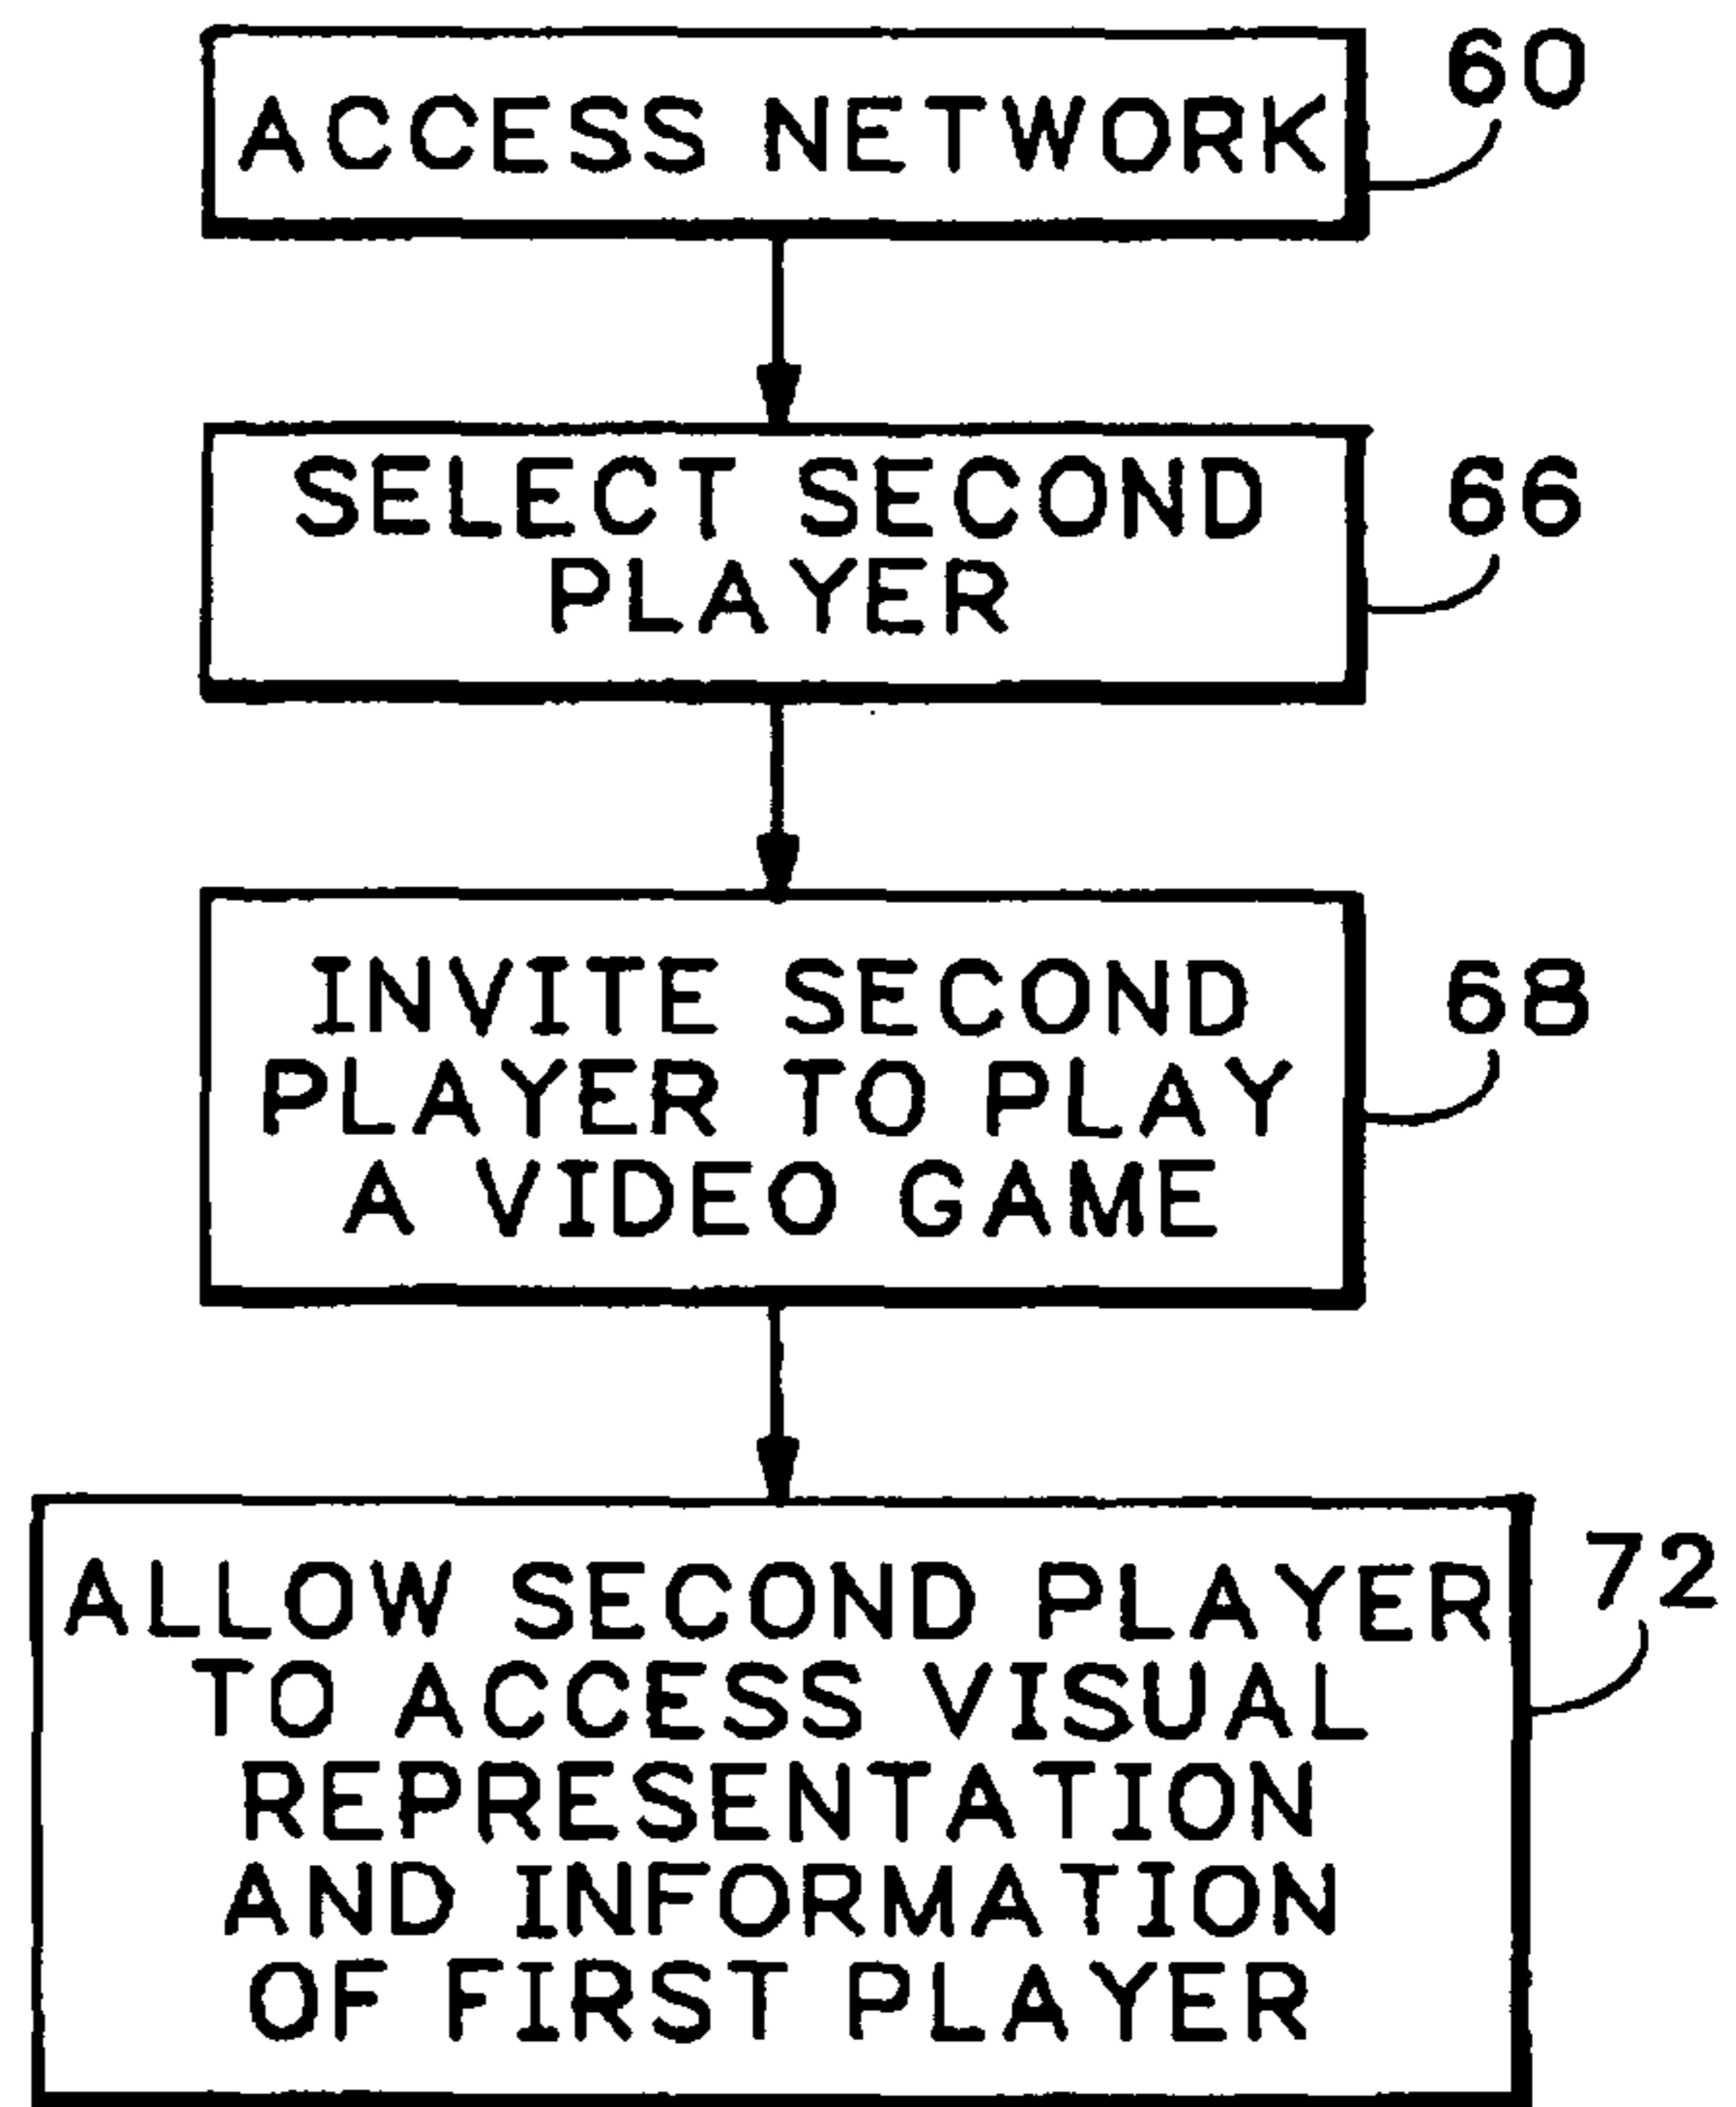 ACCESS NETWORK
60
SELECT SECOND
PLAYER
66
INVITE SECOND
PLAYER TO PLAY
A VIDEO GAME
68
ALLOW SECOND PLAYER
TO ACCESS VISUAL
REPRESENTATION
AND INFORMATION
OF FIRST PLAYER
72